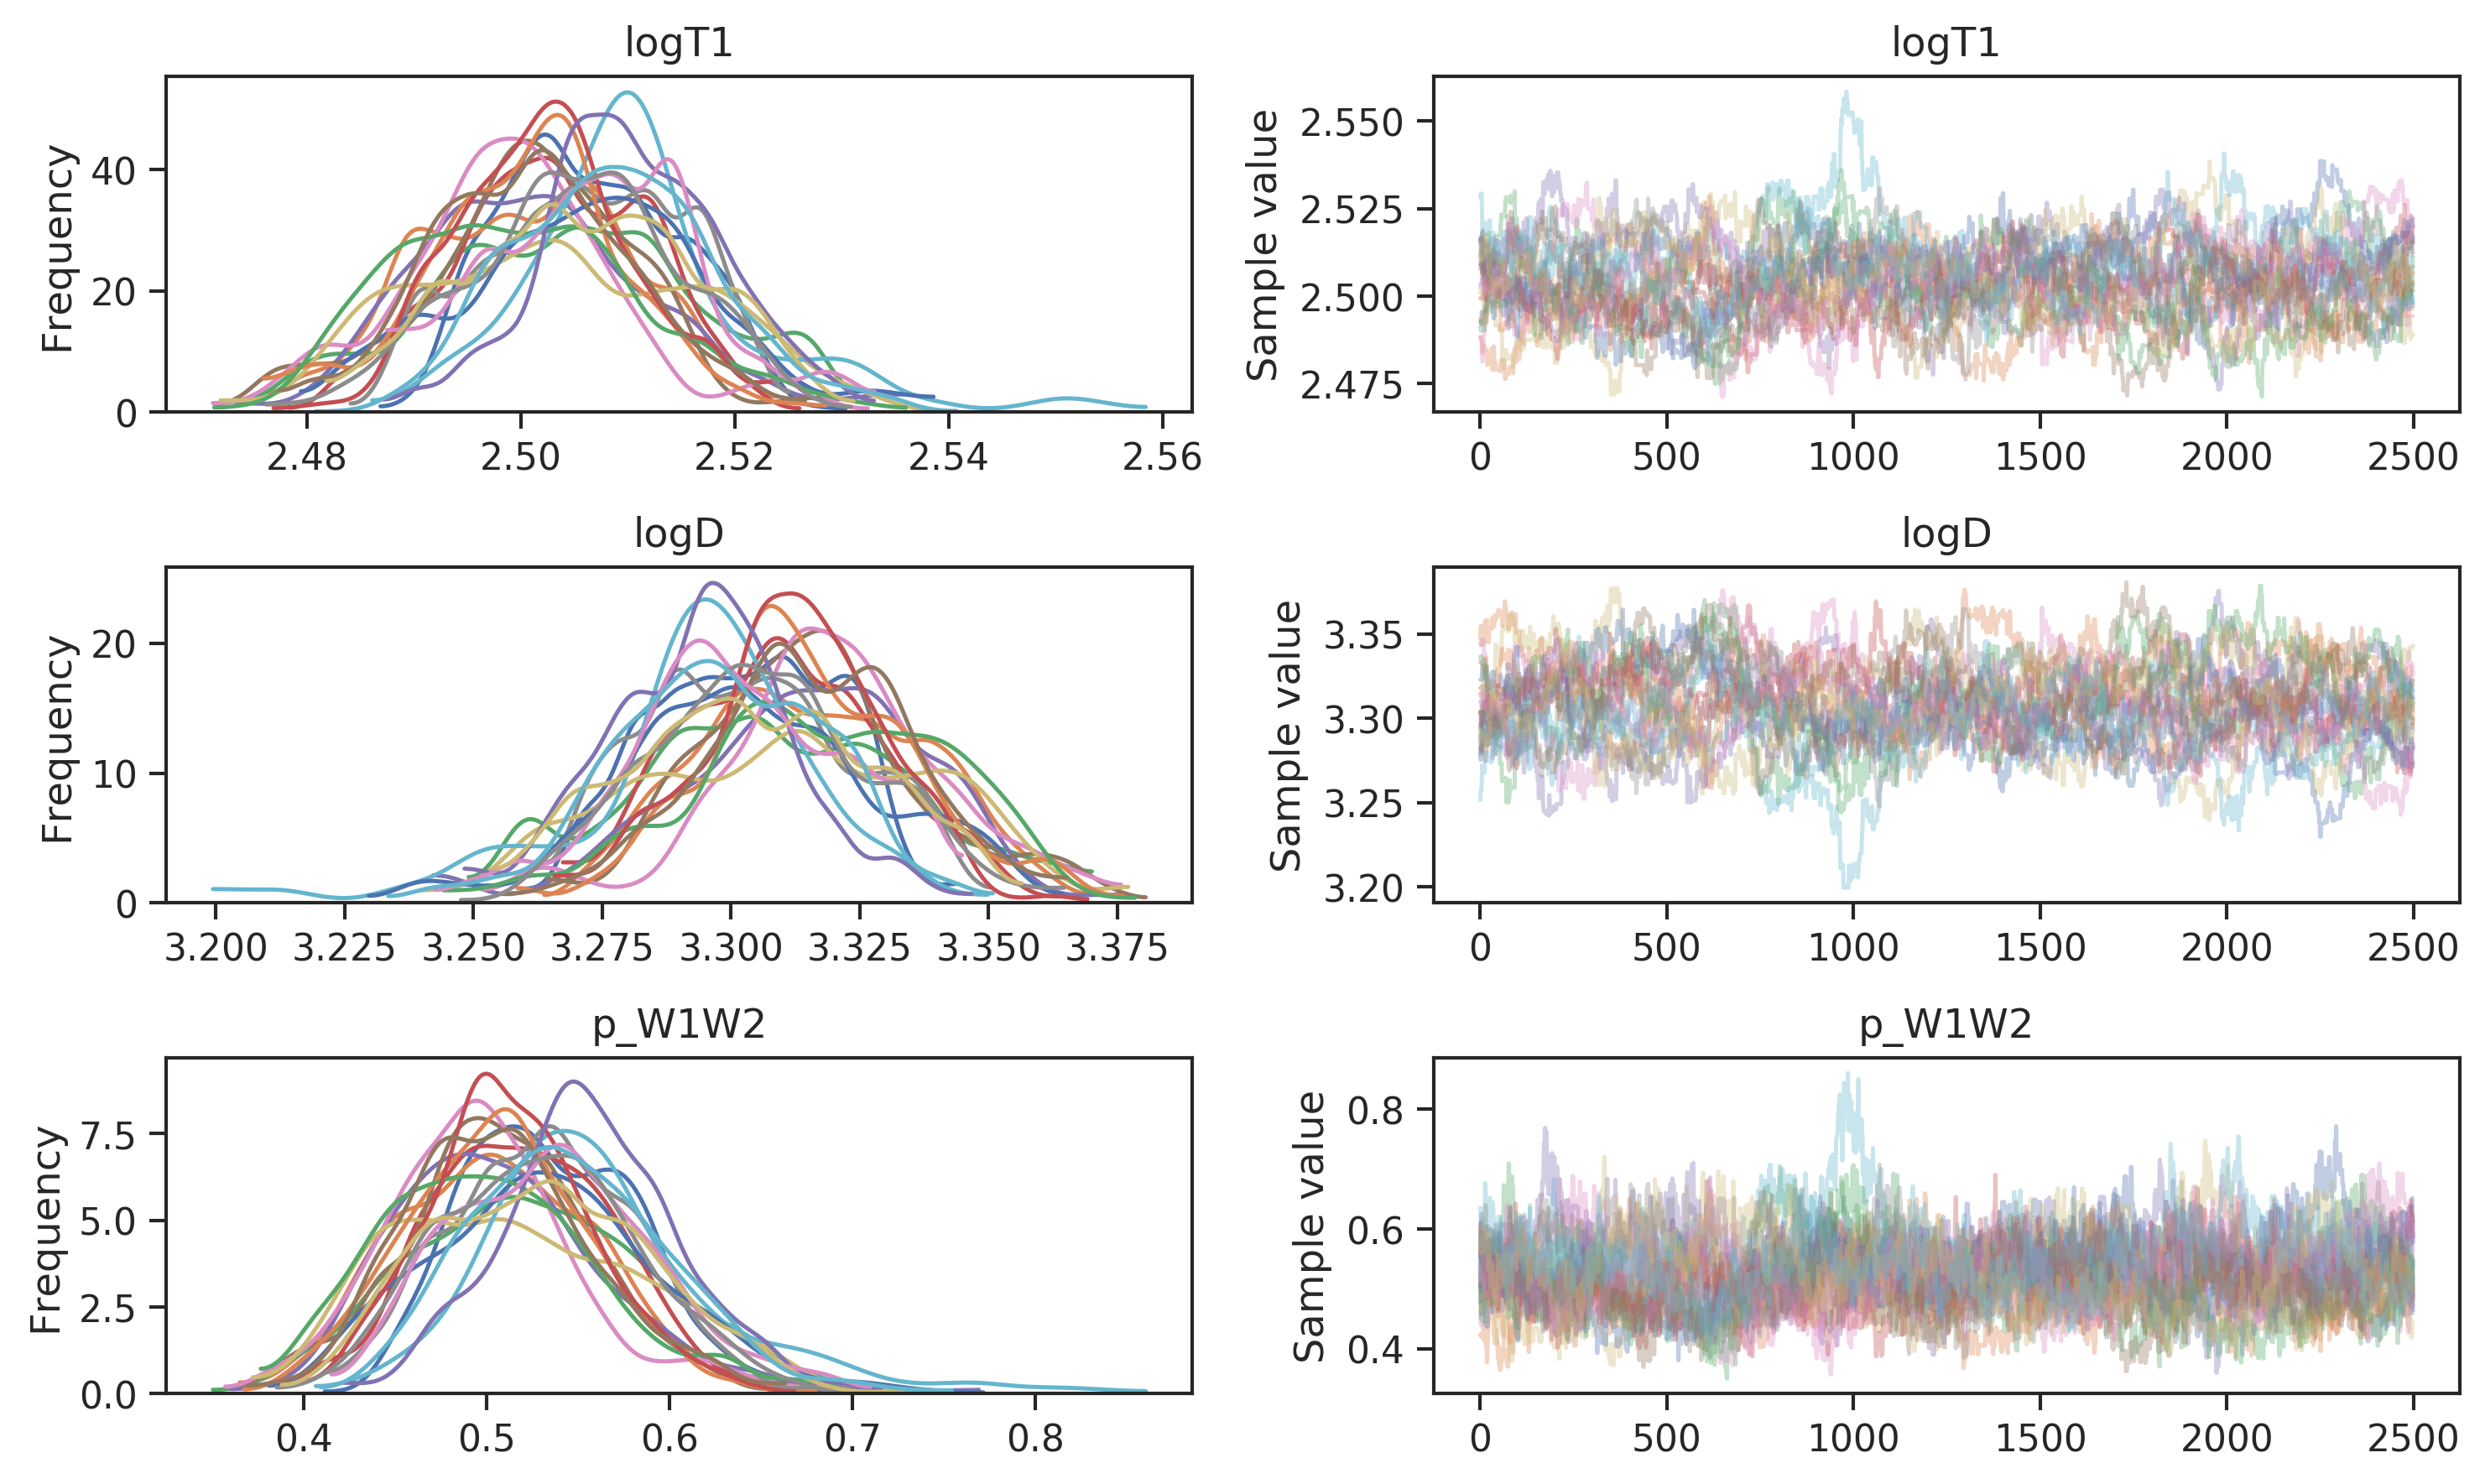 logT1
Frequency
40
20
0
2.48 2.50 2.52 2.54 2.56
logT1
Sample value
2.550
2.525
2.500
2.475
0 500 1000 1500 2000 2500
logD
Frequency
20
10
0
3.200 3.225 3.250 3.275 3.300 3.325 3.350 3.375
logD
Sample value
3.35
3.30
3.25
3.20
0 500 1000 1500 2000 2500
p_W1W2
Frequency
7.5
5.0
2.5
0.0
0.4 0.5 0.6 0.7 0.8
p_W1W2
Sample value
0.8
0.6
0.4
0 500 1000 1500 2000 2500